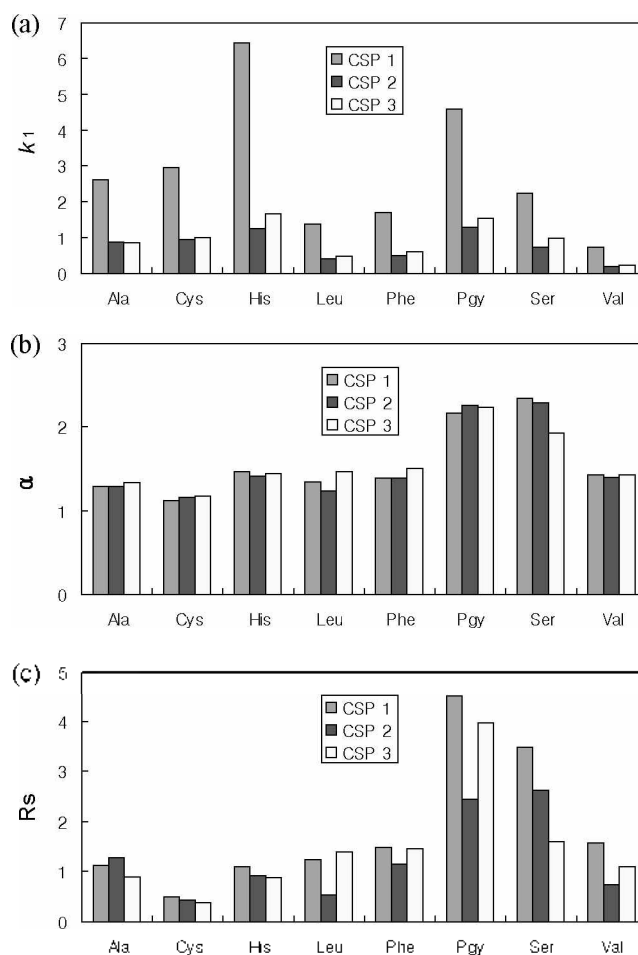 (a)
7
6
5
4
3
2
1
0
k1
CSP 1
CSP 2
CSP 3
Ala Cys His Leu Phe Pgy Ser Val
(b)
3
2
1
0
α
CSP 1
CSP 2
CSP 3
Ala Cys His Leu Phe Pgy Ser Val
(c)
5
4
3
2
1
0
Rs
CSP 1
CSP 2
CSP 3
Ala Cys His Leu Phe Pgy Ser Val